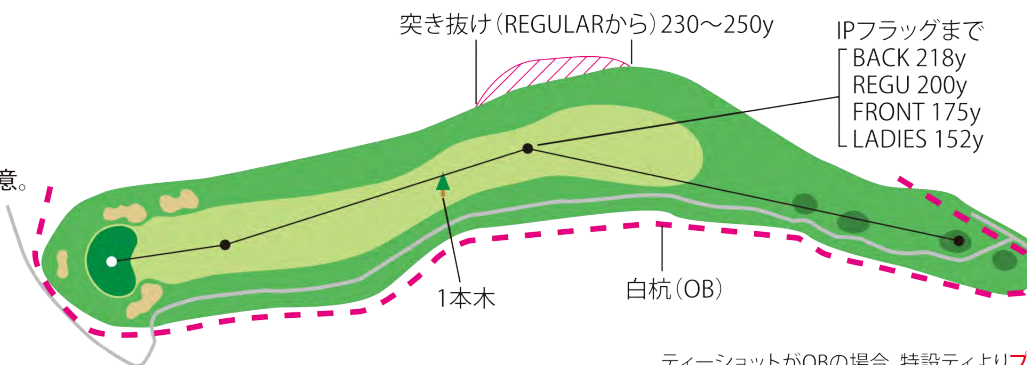 突き抜け（REGULARから）230〜250y
IPフラッグまで
BACK 218y
REGU 200y
FRONT 175y
LADIES 152y
意。
1本木
白杭（OB）
ティーショットがOBの場合、特設ティよりプ